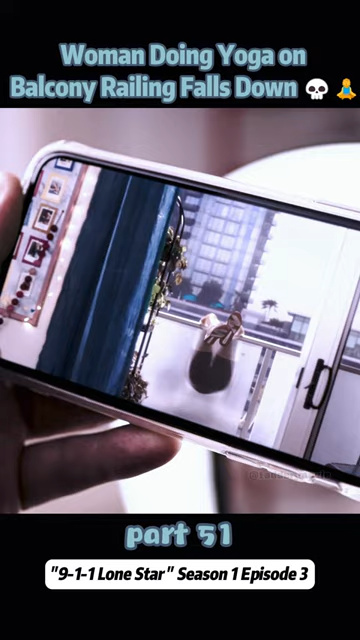 Woman Doing Yoga on
Balcony Railing Falls Down 💀 🧘
part 51
"9-1-1 Lone Star" Season 1 Episode 3